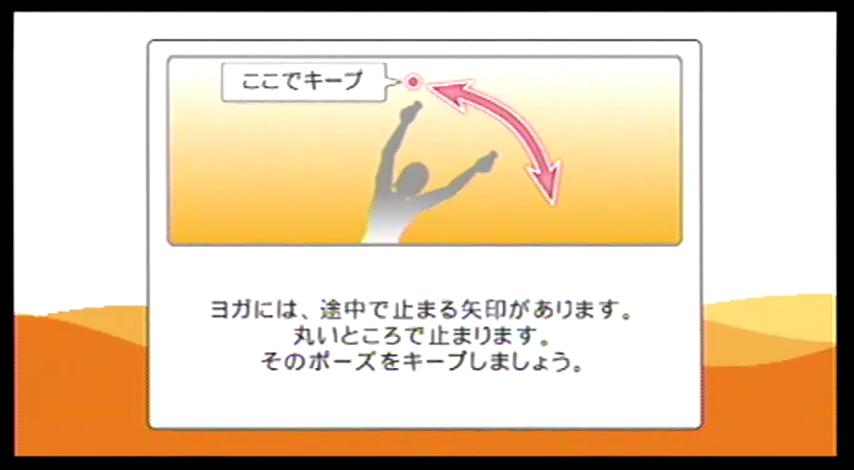 ここでキープ
ヨガには、途中で止まる矢印があります。
丸いところで止まります。
そのポーズをキープしましょう。